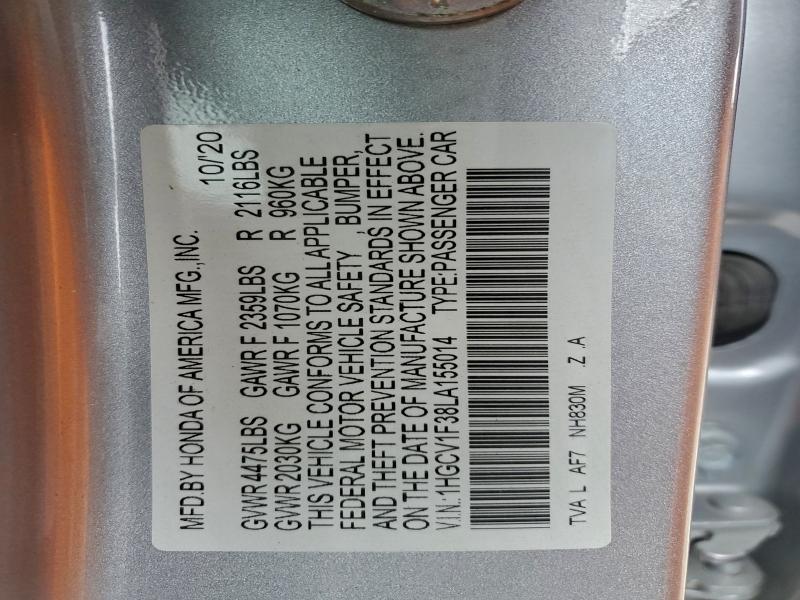 MFD.BY HONDA OF AMERICA MFG.,INC. 10/'20
GVWR4475LBS GAWR F 2359LBS R 2116LBS
GVWR2030KG GAWR F 1070KG R 960KG
THIS VEHICLE CONFORMS TO ALLAPPLICABLE
FEDERAL MOTOR VEHICLE SAFETY , BUMPER,
AND THEFT PREVENTION STANDARDS IN EFFECT
ON THE DATE OF MANUFACTURE SHOWN ABOVE.
V.I.N.:1HGCV1F38LA155014 TYPE:PASSENGER CAR
TVA L AF7 NH830M .Z .A